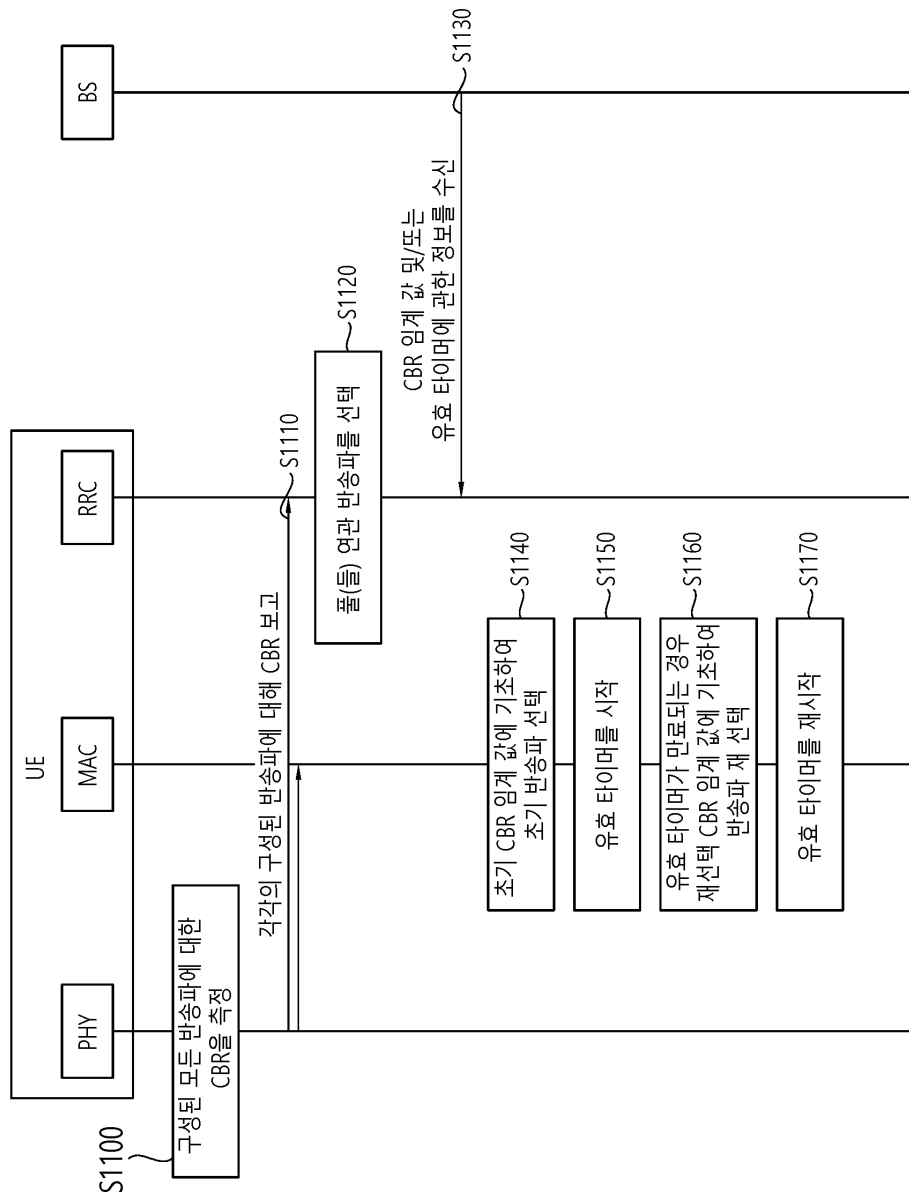 UE
PHY
MAC
RRC
BS
S1100
구성된 모든 반송파에 대한
CBR을 측정
각각의 구성된 반송파에 대해 CBR 보고
S1110
풀(들) 연관 반송파를 선택
S1120
CBR 임계 값 및/또는
유효 타이머에 관한 정보를 수신
S1130
초기 CBR 임계 값에 기초하여
초기 반송파 선택
S1140
유효 타이머를 시작
S1150
유효 타이머가 만료되는 경우
재선택 CBR 임계 값에 기초하여
반송파 재 선택
S1160
유효 타이머를 재시작
S1170